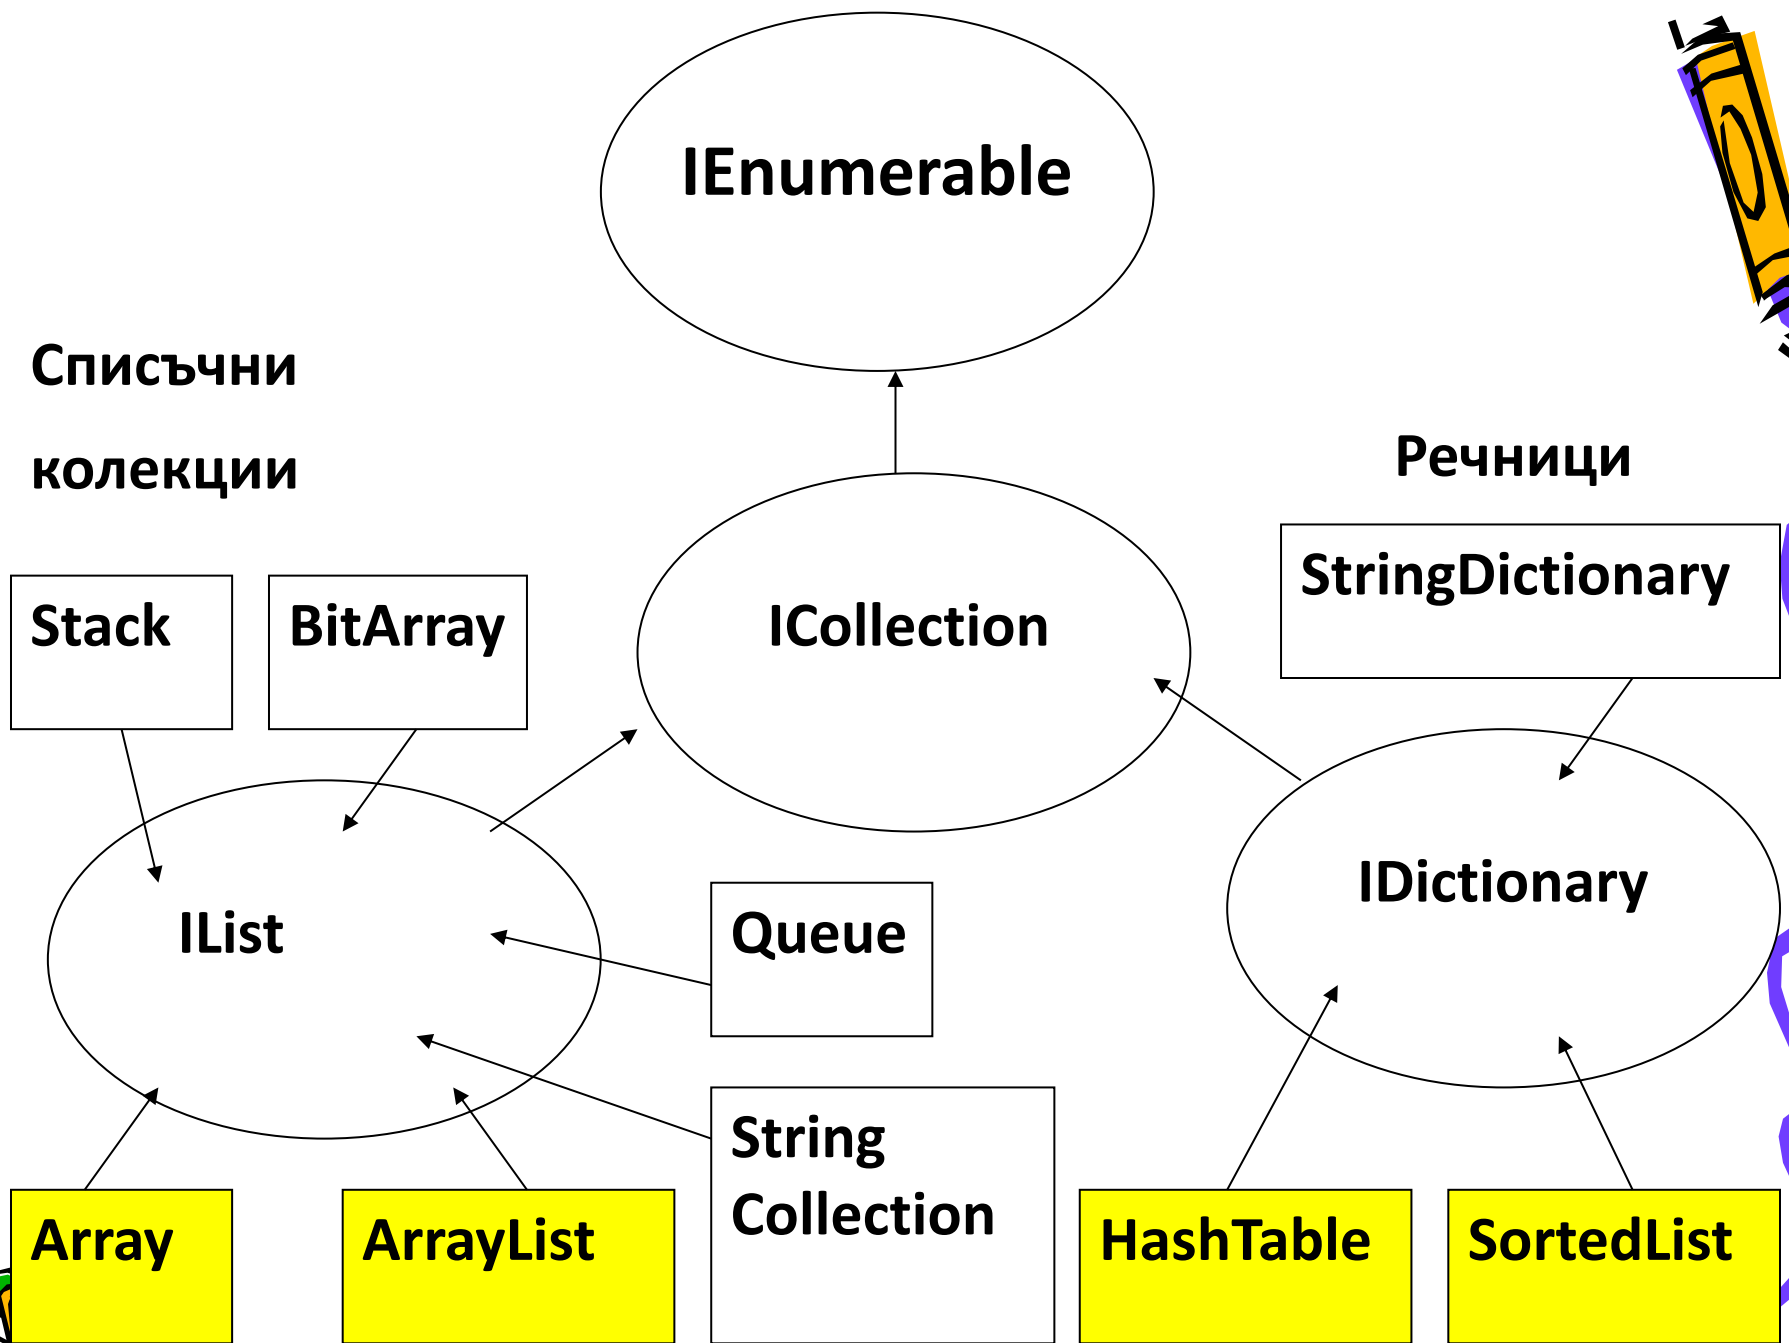 IEnumerable
Списъчни
колекции
Речници
StringDictionary
Stack
BitArray
ICollection
IDictionary
IList
Queue
String
Collection
Array
ArrayList
HashTable
SortedList